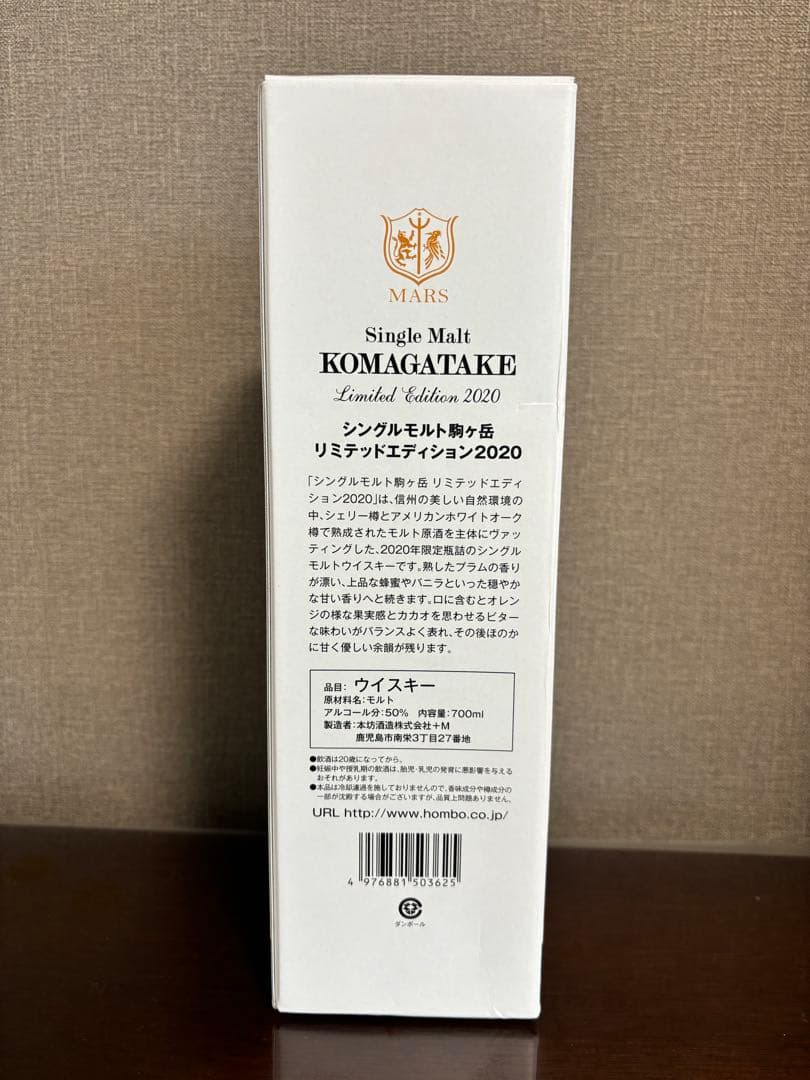 MARS
Single Malt
KOMAGATAKE
Limited Edition 2020
シングルモルト駒ヶ岳
リミテッドエディション2020
「シングルモルト駒ヶ岳 リミテッドエディ
ション2020」は、信州の美しい自然環境の
中、シェリー樽とアメリカンホワイトオーク
樽で熟成されたモルト原酒を主体にヴァッ
ティングした、2020年限定瓶詰のシングル
モルトウイスキーです。熟したプラムの香り
が漂い、上品な蜂蜜やバニラといった穏やか
な甘い香りへと続きます。口に含むとオレン
ジの様な果実感とカカオを思わせるビター
な味わいがバランスよく表れ、その後ほのか
に甘く優しい余韻が残ります。
品目: ウイスキー
原材料名:モルト
アルコール分:50% 内容量:700ml
製造者:本坊酒造株式会社+M
鹿児島市南栄3丁目27番地
●飲酒は20歳になってから。
●妊娠中や授乳期の飲酒は、胎児・乳児の発育に悪影響を与える
おそれがあります。
●本品は冷却濾過を施しておりませんので、香味成分や樽成分の
一部が沈殿する場合がございますが、品質上問題ありません。
URL http://www.hombo.co.jp/
4 976881 503625
ダンボール